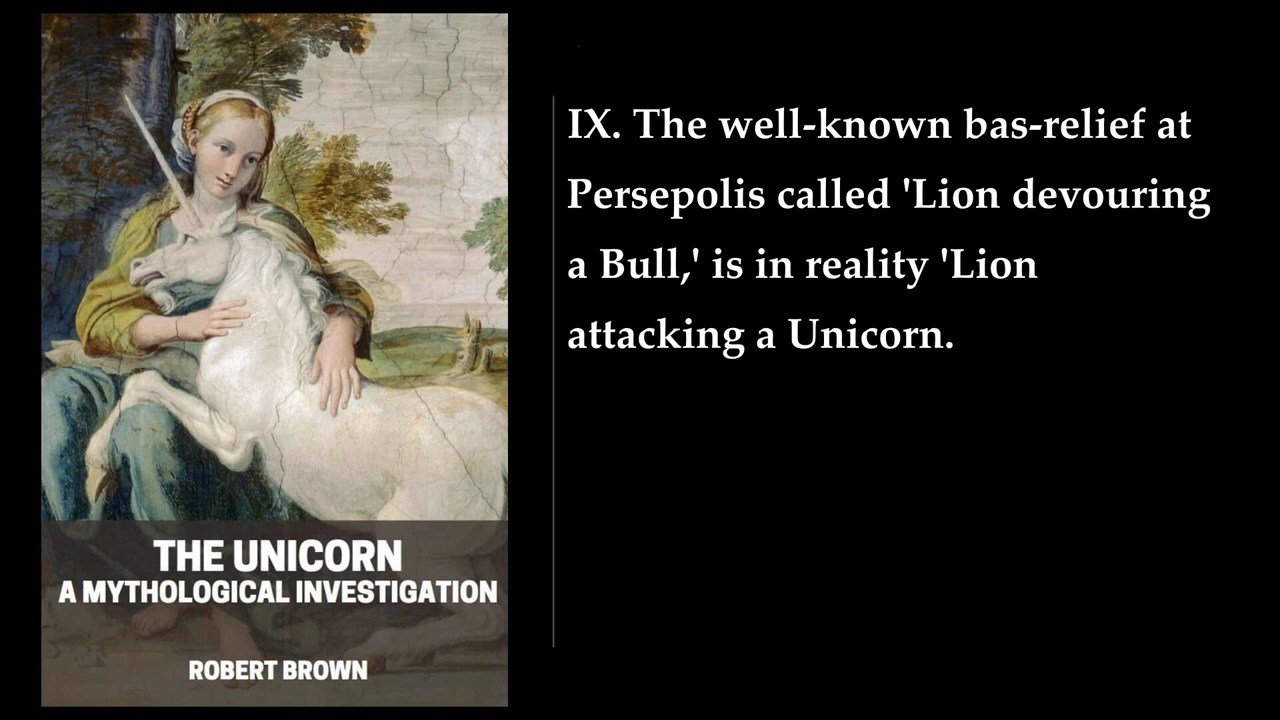 THE UNICORN
A MYTHOLOGICAL INVESTIGATION
ROBERT BROWN
IX. The well-known bas-relief at
Persepolis called 'Lion devouring
a Bull,' is in reality 'Lion
attacking a Unicorn.